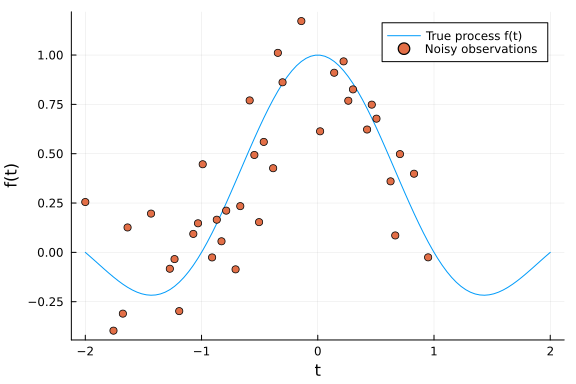 True process f(t)
Noisy observations
1.00
0.75
0.50
0.25
0.00
−0.25
f(t)
−2 −1 0 1 2
t